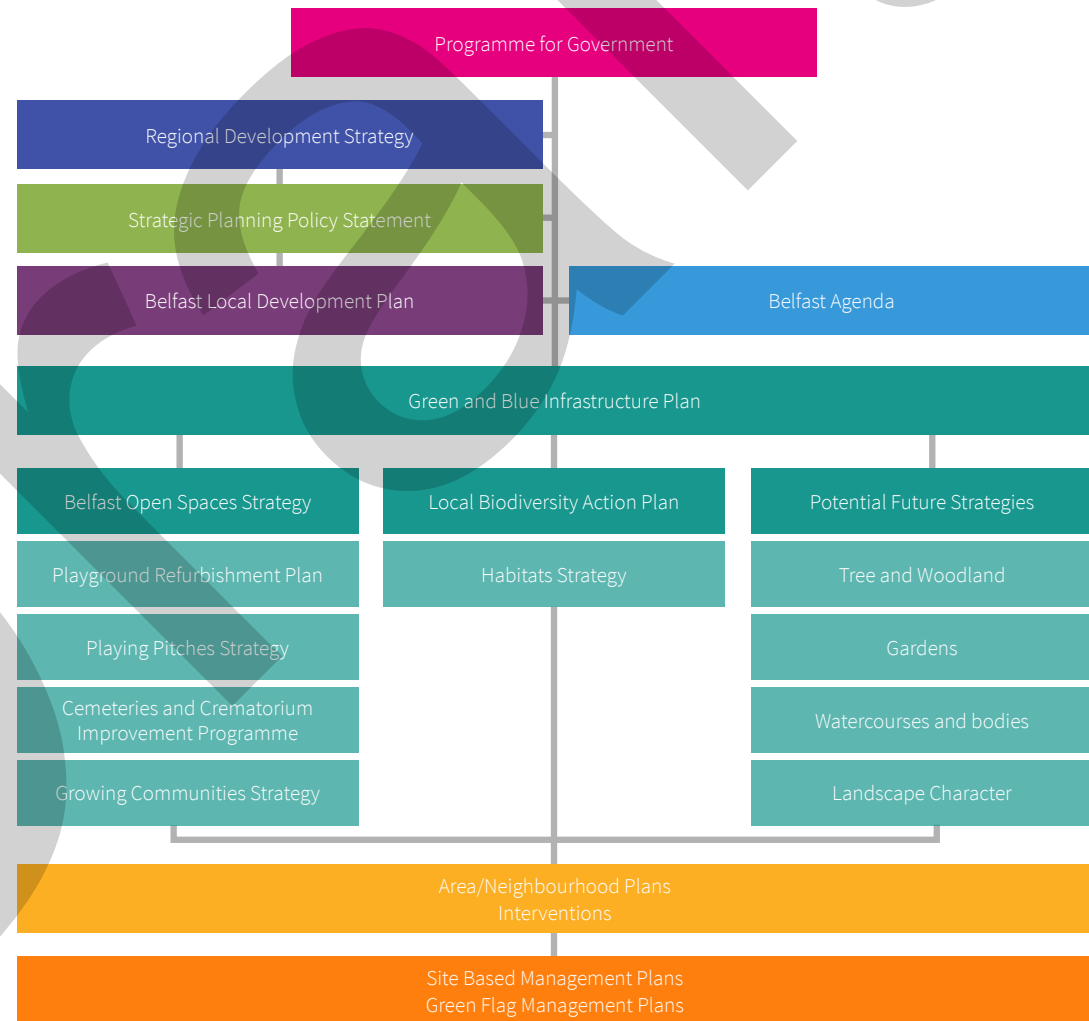 Programme for Government
Regional Development Strategy
Strategic Planning Policy Statement
Belfast Local Development Plan
Belfast Agenda
Green and Blue Infrastructure Plan
Belfast Open Spaces Strategy
Playground Refurbishment Plan
Playing Pitches Strategy
Cemeteries and Crematorium
Improvement Programme
Growing Communities Strategy
Local Biodiversity Action Plan
Habitats Strategy
Potential Future Strategies
Tree and Woodland
Gardens
Watercourses and bodies
Landscape Character
Area/Neighbourhood Plans
Interventions
Site Based Management Plans
Green Flag Management Plans